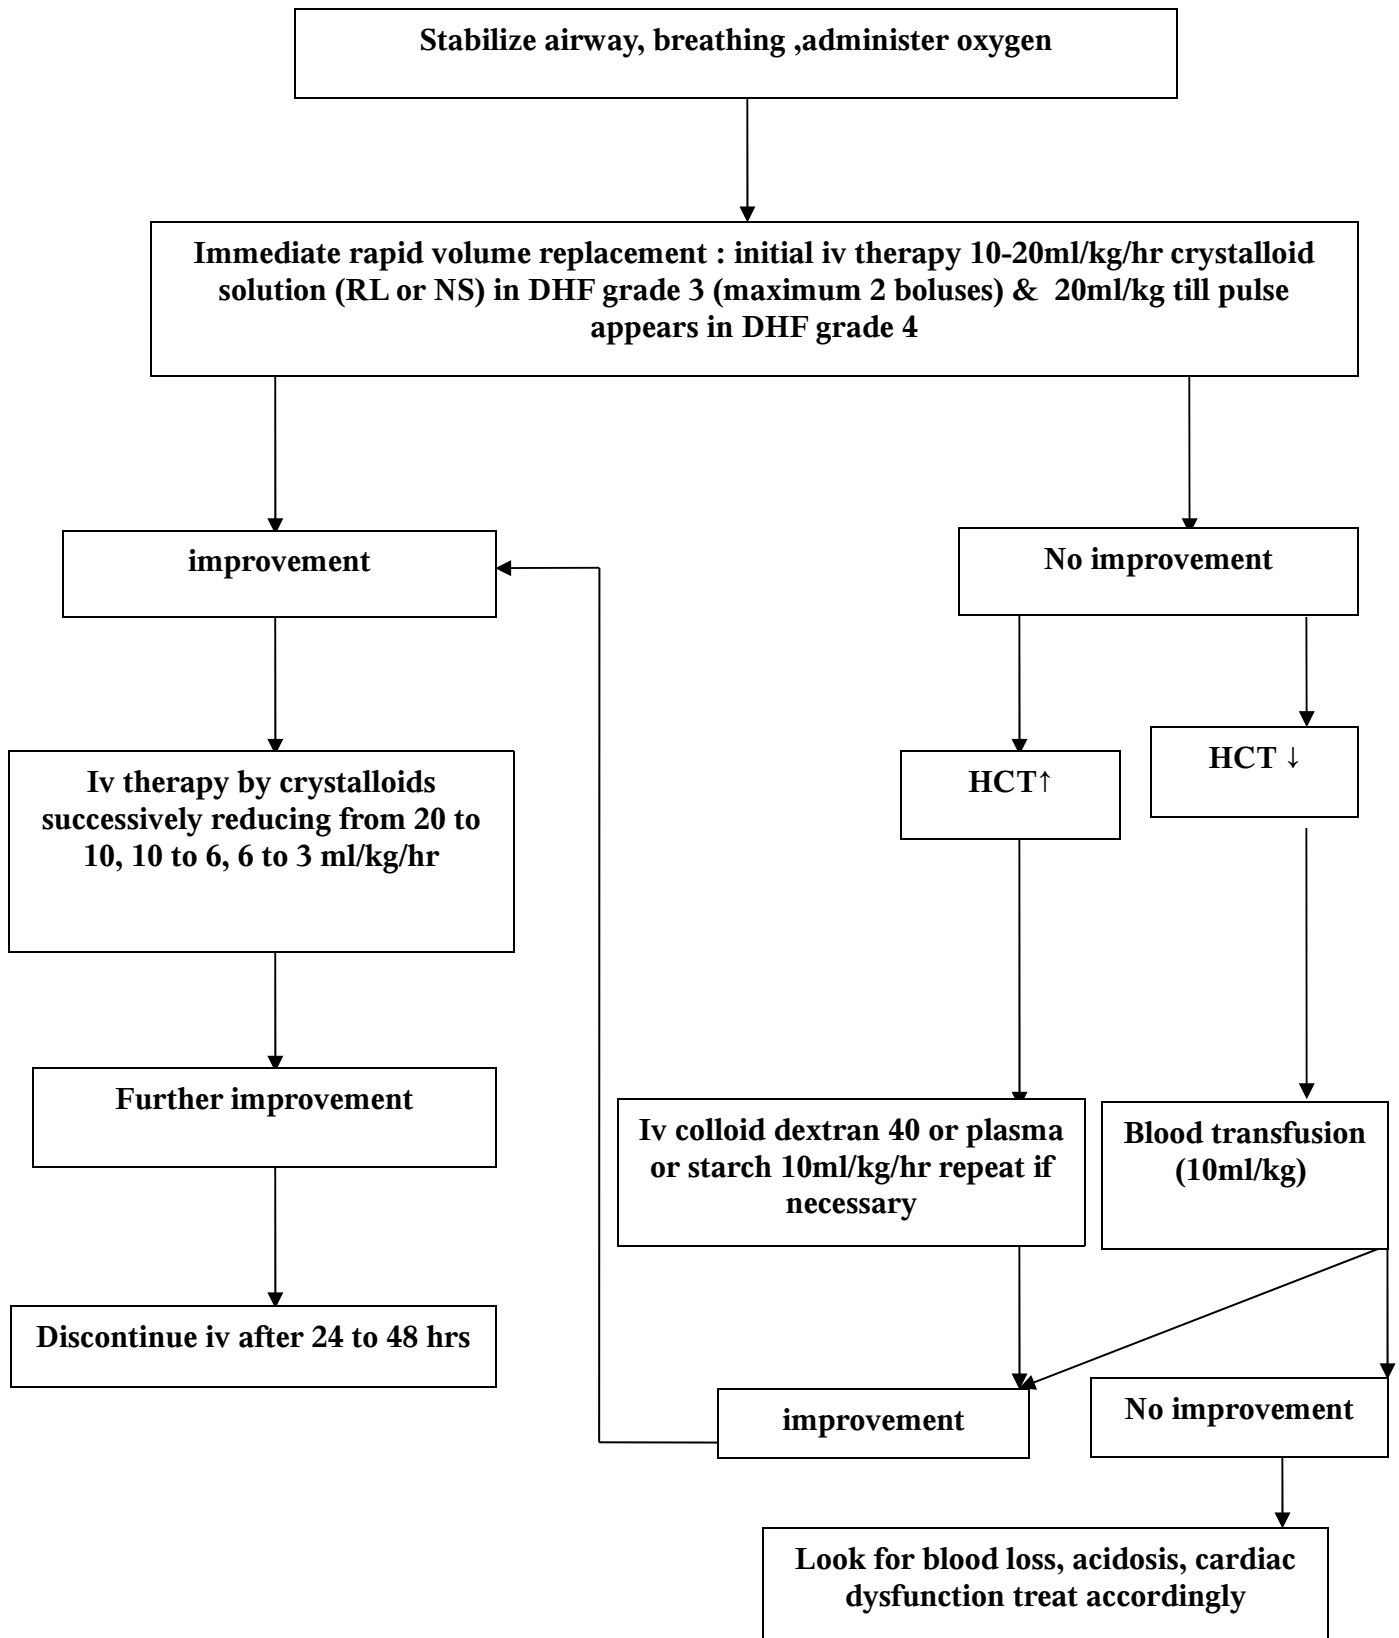 Stabilize airway, breathing ,administer oxygen
Immediate rapid volume replacement : initial iv therapy 10-20ml/kg/hr crystalloid
solution (RL or NS) in DHF grade 3 (maximum 2 boluses) & 20ml/kg till pulse
appears in DHF grade 4
improvement
No improvement
Iv therapy by crystalloids
successively reducing from 20 to
10, 10 to 6, 6 to 3 ml/kg/hr
HCT↑
HCT ↓
Further improvement
Iv colloid dextran 40 or plasma
or starch 10ml/kg/hr repeat if
necessary
Blood transfusion
(10ml/kg)
Discontinue iv after 24 to 48 hrs
improvement
No improvement
Look for blood loss, acidosis, cardiac
dysfunction treat accordingly